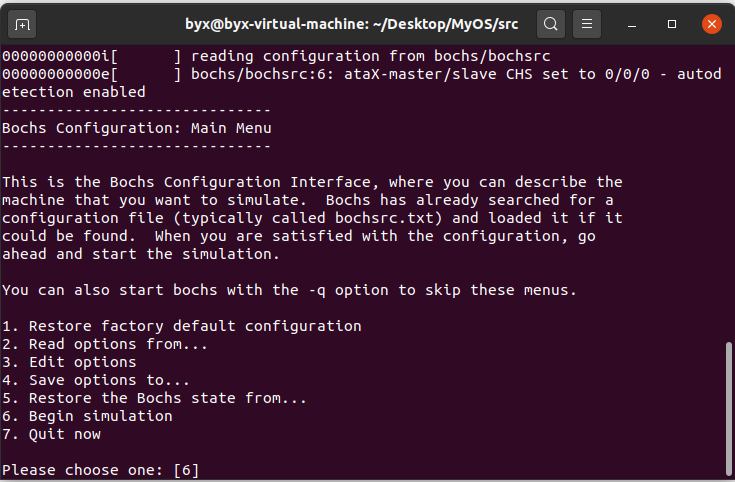 byx@byx-virtual-machine: ~/Desktop/MyOS/src
00000000000i[      ] reading configuration from bochs/bochsrc
00000000000e[      ] bochs/bochsrc:6: ataX-master/slave CHS set to 0/0/0 - autod
etection enabled
------------------------------
Bochs Configuration: Main Menu
------------------------------
This is the Bochs Configuration Interface, where you can describe the
machine that you want to simulate.  Bochs has already searched for a
configuration file (typically called bochsrc.txt) and loaded it if it
could be found.  When you are satisfied with the configuration, go
ahead and start the simulation.
You can also start bochs with the -q option to skip these menus.
1. Restore factory default configuration
2. Read options from...
3. Edit options
4. Save options to...
5. Restore the Bochs state from...
6. Begin simulation
7. Quit now
Please choose one: [6]